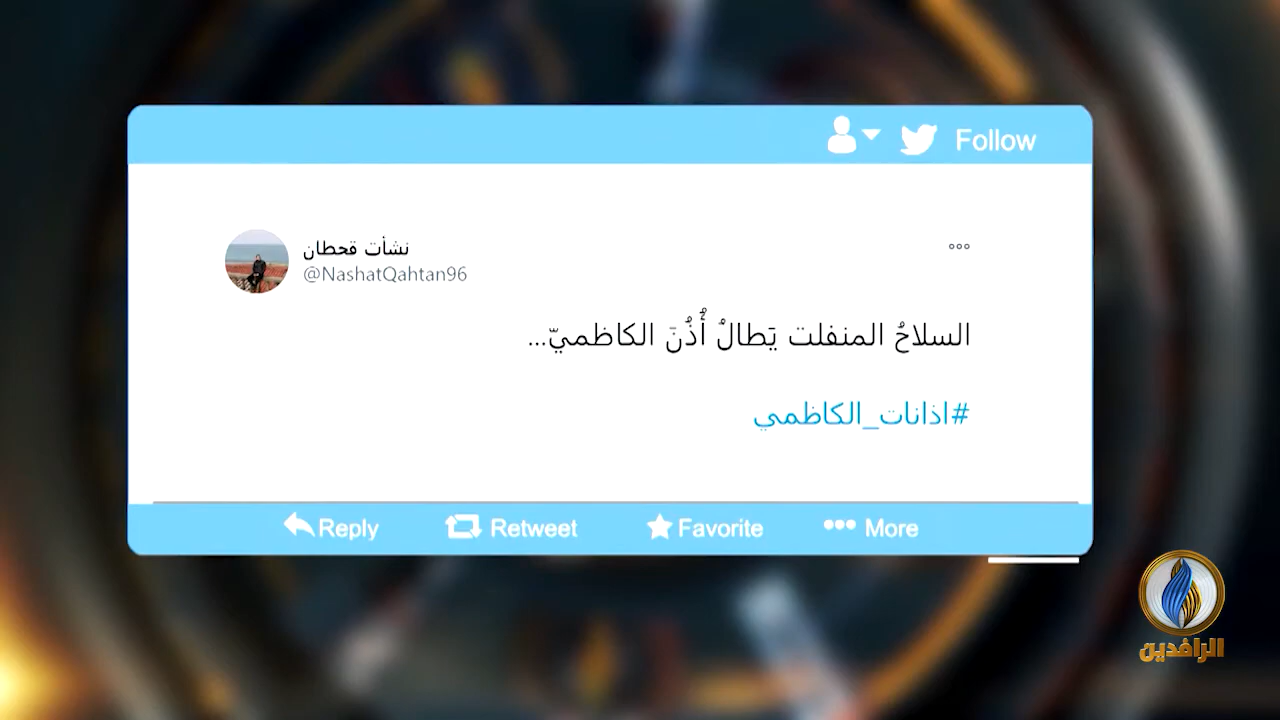 Follow
نشأت قحطان
@NashatQahtan96
السلاحُ المنفلت يَطالُ أُذُنَ الكاظميّ...
#اذانات_الكاظمي
Reply Retweet Favorite More
الرافدين